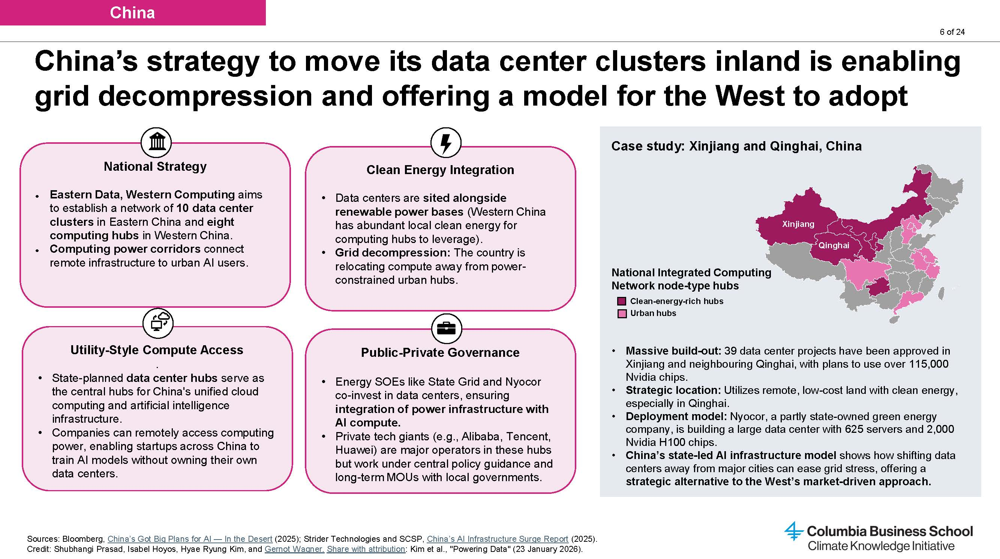 China
6 of 24
China’s strategy to move its data center clusters inland is enabling
grid decompression and offering a model for the West to adopt
National Strategy
• Eastern Data, Western Computing aims
to establish a network of 10 data center
clusters in Eastern China and eight
computing hubs in Western China.
• Computing power corridors connect
remote infrastructure to urban AI users.
Clean Energy Integration
• Data centers are sited alongside
renewable power bases (Western China
has abundant local clean energy for
computing hubs to leverage).
• Grid decompression: The country is
relocating compute away from power-
constrained urban hubs.
Utility-Style Compute Access
.
• State-planned data center hubs serve as
the central hubs for China's unified cloud
computing and artificial intelligence
infrastructure.
• Companies can remotely access computing
power, enabling startups across China to
train AI models without owning their own
data centers.
Public-Private Governance
• Energy SOEs like State Grid and Nyocor
co-invest in data centers, ensuring
integration of power infrastructure with
AI compute.
• Private tech giants (e.g., Alibaba, Tencent,
Huawei) are major operators in these hubs
but work under central policy guidance and
long-term MOUs with local governments.
Case study: Xinjiang and Qinghai, China
Xinjiang
Qinghai
National Integrated Computing
Network node-type hubs
Clean-energy-rich hubs
Urban hubs
• Massive build-out: 39 data center projects have been approved in
Xinjiang and neighbouring Qinghai, with plans to use over 115,000
Nvidia chips.
• Strategic location: Utilizes remote, low-cost land with clean energy,
especially in Qinghai.
• Deployment model: Nyocor, a partly state-owned green energy
company, is building a large data center with 625 servers and 2,000
Nvidia H100 chips.
• China’s state-led AI infrastructure model shows how shifting data
centers away from major cities can ease grid stress, offering a
strategic alternative to the West’s market-driven approach.
Sources: Bloomberg, China’s Got Big Plans for AI — In the Desert (2025); Strider Technologies and SCSP, China’s AI Infrastructure Surge Report (2025).
Credit: Shubhangi Prasad, Isabel Hoyos, Hyae Ryung Kim, and Gernot Wagner. Share with attribution: Kim et al., "Powering Data" (23 January 2026).
Columbia Business School
Climate Knowledge Initiative